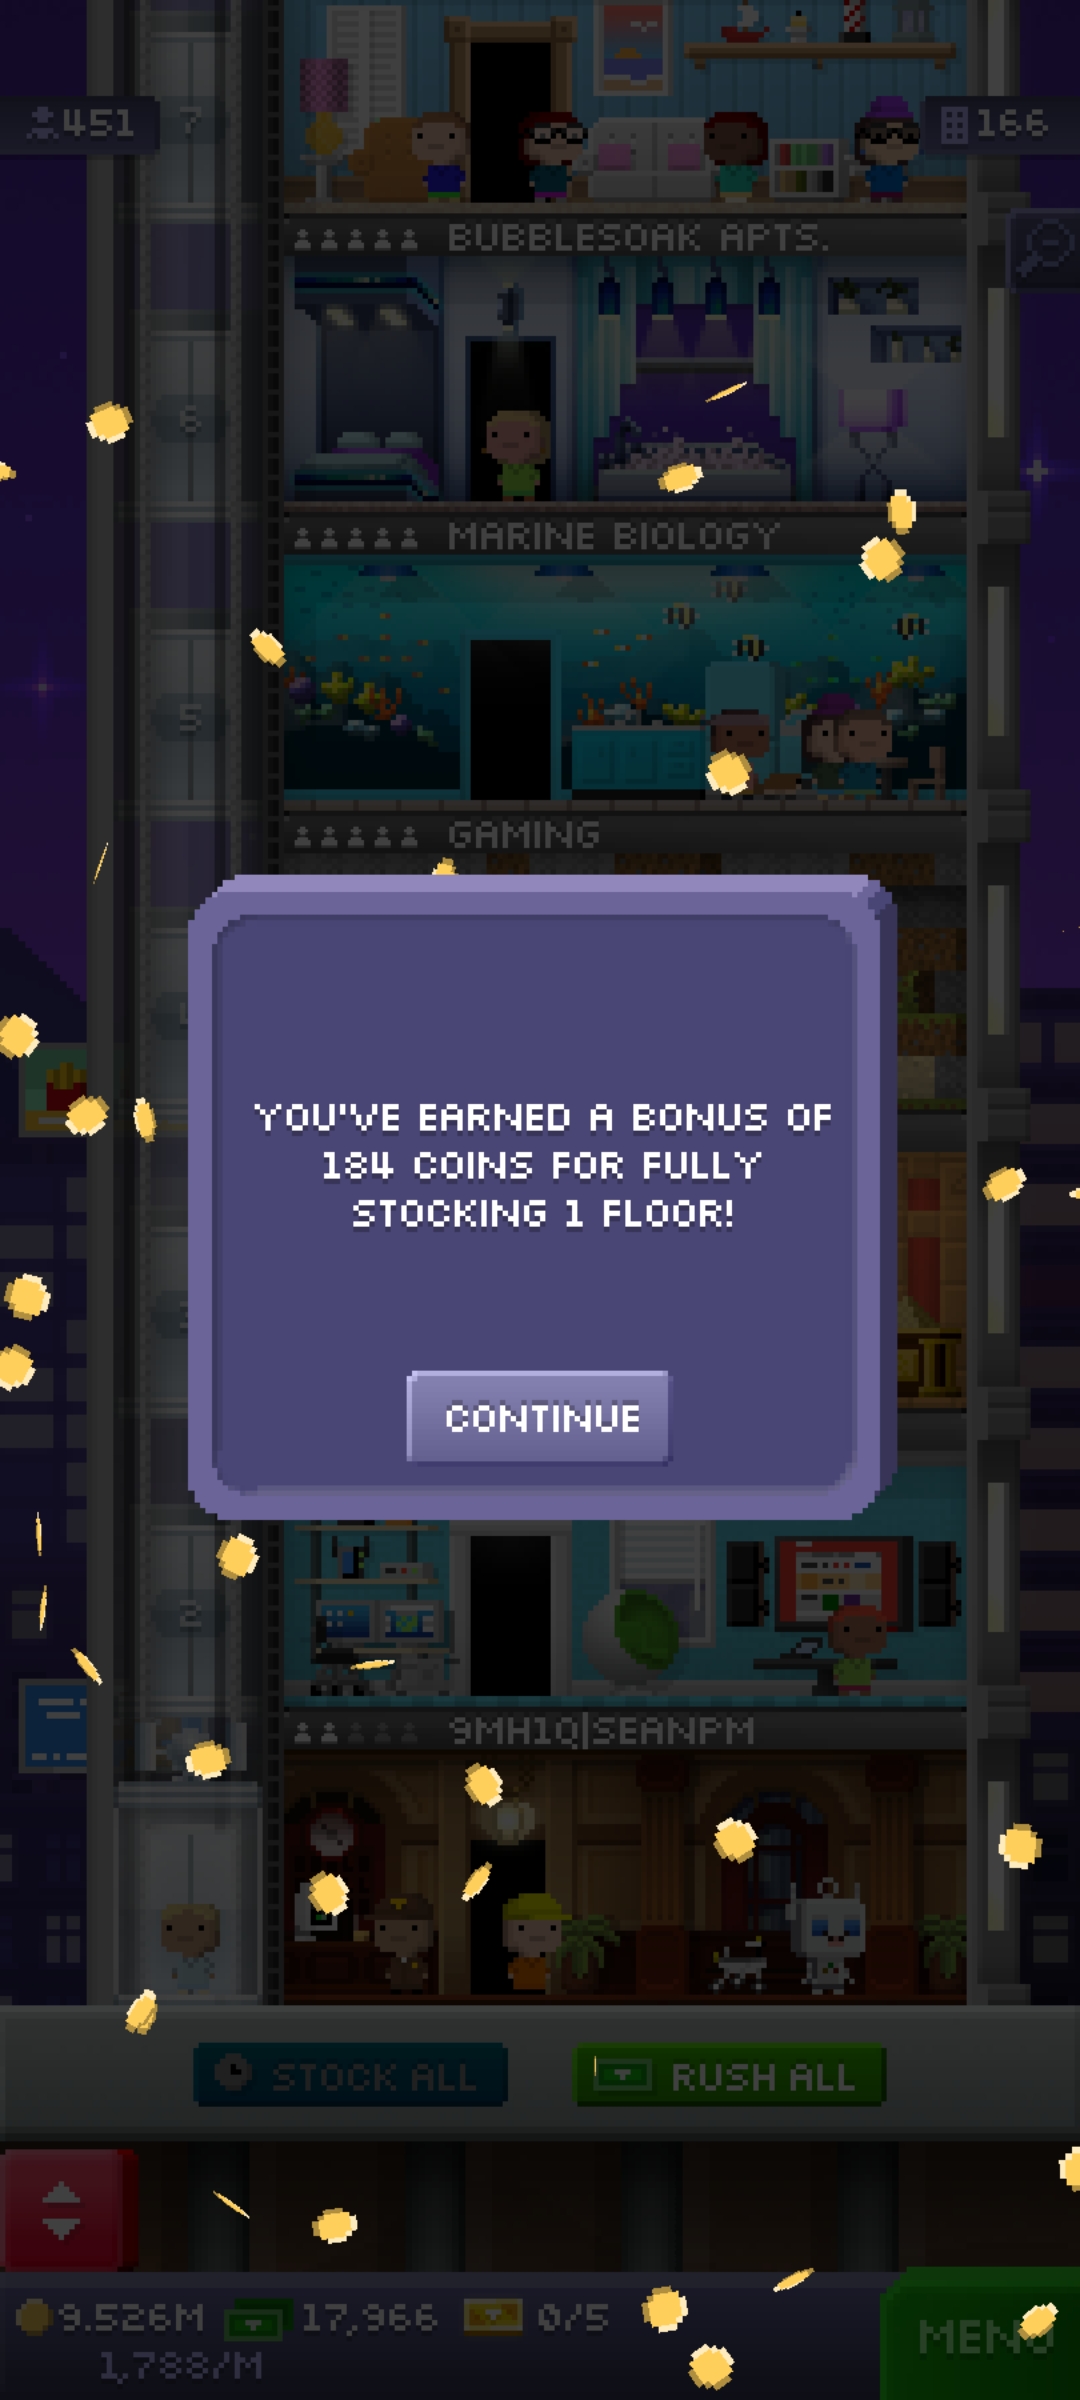 451
7
166
BUBBLESOAK APTS.
6
MARINE BIOLOGY
5
GAMING
YOU'VE EARNED A BONUS OF
184 COINS FOR FULLY
STOCKING 1 FLOOR!
CONTINUE
2
9MH1Q|SEANPM
STOCK ALL
RUSH ALL
9.526M
17,966
0/5
MENU
1,788/M